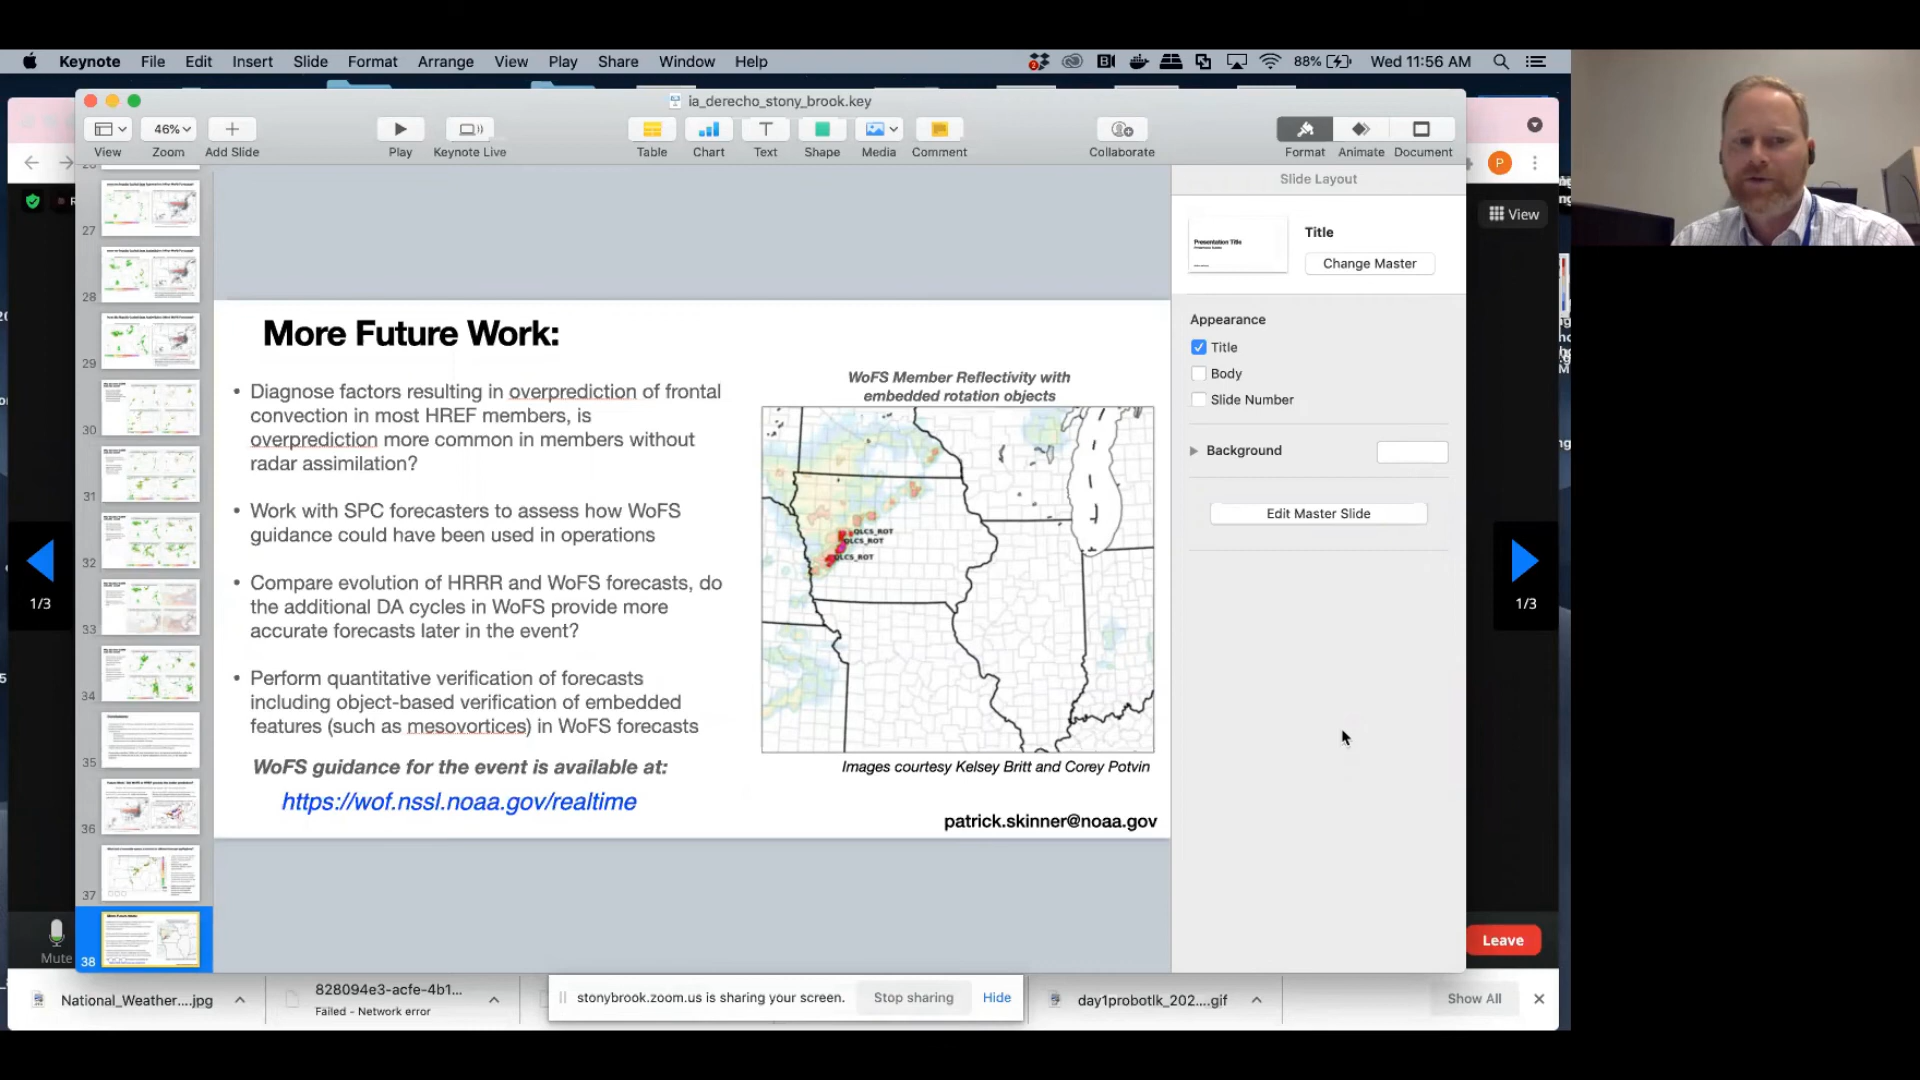 Keynote File Edit Insert Slide Format Arrange View Play Share Window Help
88% Wed 11:56 AM
ia_derecho_stony_brook.key
46%
View Zoom Add Slide Play Keynote Live Table Chart Text Shape Media Comment Collaborate Format Animate Document
P
View
Slide Layout
Presentation Title
Title
Change Master
Appearance
Title
Body
Slide Number
Background
Edit Master Slide
27
28
29
30
31
32
33
34
35
36
37
38
More Future Work:
• Diagnose factors resulting in overprediction of frontal
convection in most HREF members, is
overprediction more common in members without
radar assimilation?
• Work with SPC forecasters to assess how WoFS
guidance could have been used in operations
• Compare evolution of HRRR and WoFS forecasts, do
the additional DA cycles in WoFS provide more
accurate forecasts later in the event?
• Perform quantitative verification of forecasts
including object-based verification of embedded
features (such as mesovortices) in WoFS forecasts
WoFS guidance for the event is available at:
https://wof.nssl.noaa.gov/realtime
WoFS Member Reflectivity with
embedded rotation objects
QLCS_ROT
QLCS_ROT
QLCS_ROT
Images courtesy Kelsey Britt and Corey Potvin
patrick.skinner@noaa.gov
1/3
1/3
Mute
Leave
National_Weather....jpg
828094e3-acfe-4b1...
Failed - Network error
stonybrook.zoom.us is sharing your screen.
Stop sharing
Hide
day1probotlk_202....gif
Show All